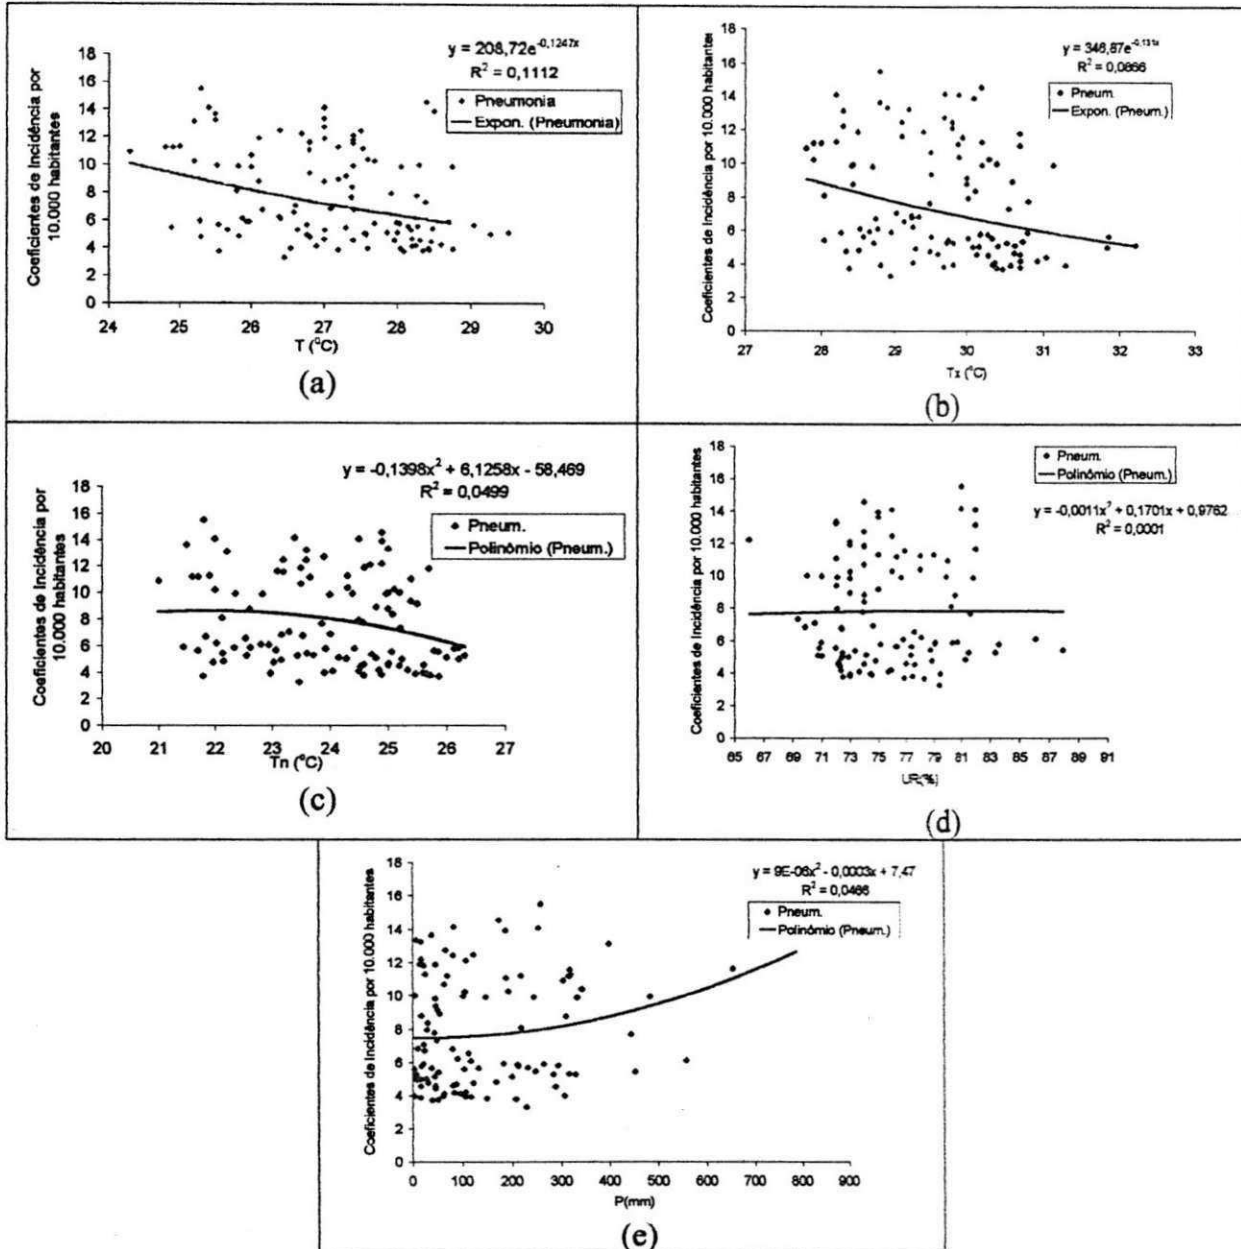 y = 208,72e^-0,1247x
R² = 0,1112
Pneumonia
Expon. (Pneumonia)
Coeficientes de Incidência por
10.000 habitantes
18
16
14
12
10
8
6
4
2
0
24 25 26 27 28 29 30
T (°C)
(a)
y = 346,87e^-0,131x
R² = 0,0866
Pneum.
Expon. (Pneum.)
Coeficientes de Incidência por 10.000 habitantes
18
16
14
12
10
8
6
4
2
0
27 28 29 30 31 32 33
Tx (°C)
(b)
y = -0,1398x² + 6,1258x - 58,469
R² = 0,0499
Pneum.
Polinômio (Pneum.)
Coeficientes de Incidência por
10.000 habitantes
18
16
14
12
10
8
6
4
2
0
20 21 22 23 24 25 26 27
Tn (°C)
(c)
Pneum.
Polinômio (Pneum.)
y = -0,0011x² + 0,1701x + 0,9762
R² = 0,0001
Coeficientes de Incidência por 10.000 habitantes
18
16
14
12
10
8
6
4
2
0
65 67 69 71 73 75 77 79 81 83 85 87 89 91
UR(%)
(d)
y = 9E-06x² - 0,0003x + 7,47
R² = 0,0466
Pneum.
Polinômio (Pneum.)
Coeficientes de Incidência por 10.000 habitantes
18
16
14
12
10
8
6
4
2
0
0 100 200 300 400 500 600 700 800 900
P(mm)
(e)